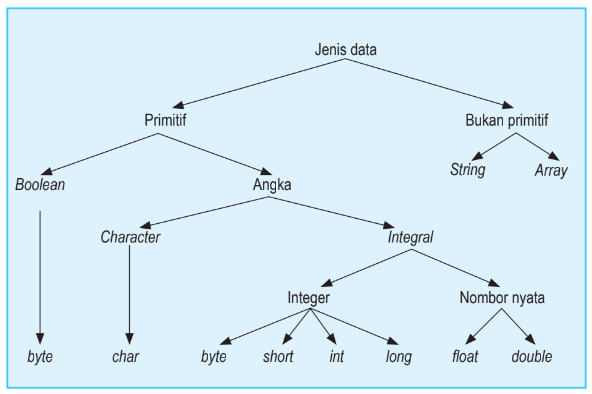 Jenis data
Primitif
Bukan primitif
String
Array
Boolean
Angka
Character
Integral
Integer
Nombor nyata
byte
char
byte
short
int
long
float
double